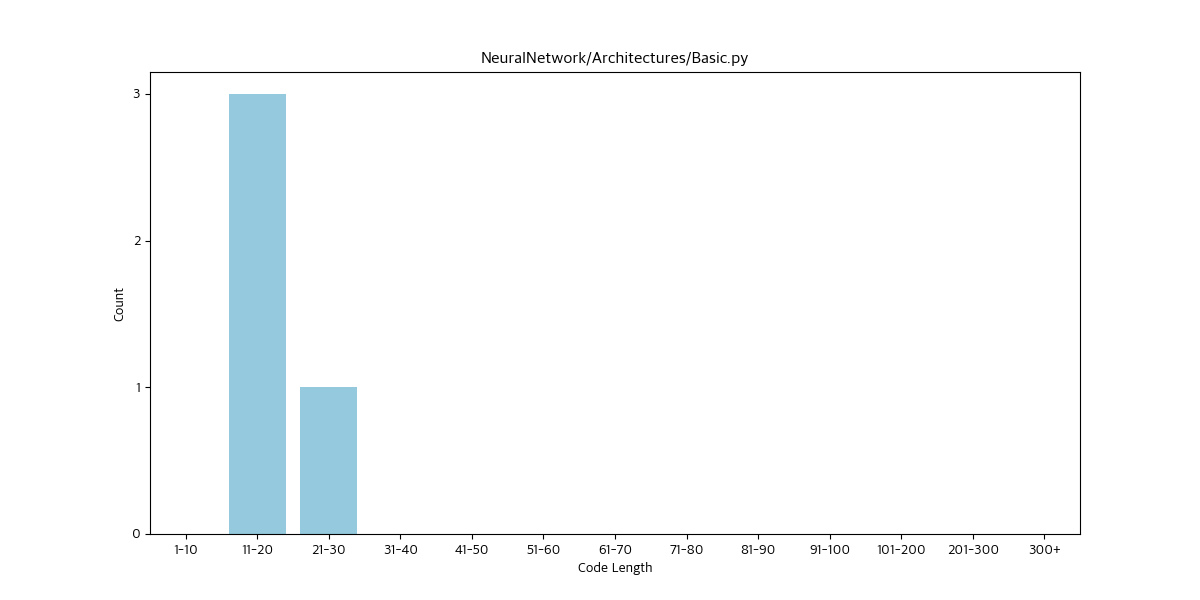 NeuralNetwork/Architectures/Basic.py
3
2
1
0
Count
1-10 11-20 21-30 31-40 41-50 51-60 61-70 71-80 81-90 91-100 101-200 201-300 300+
Code Length